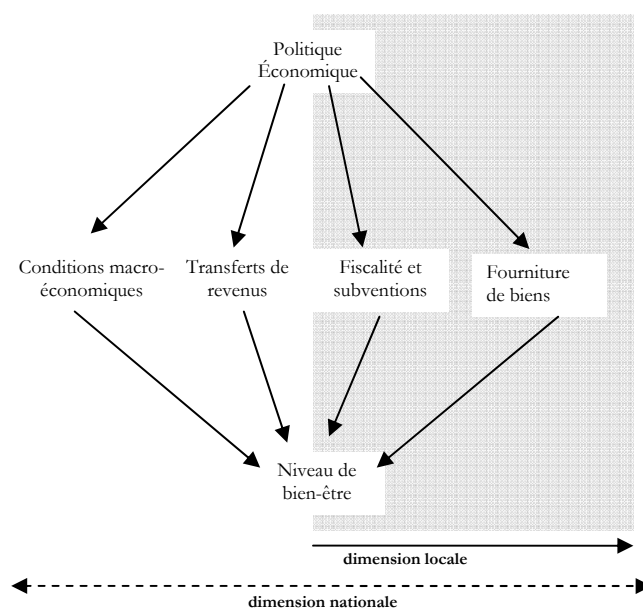 Politique
Économique
Conditions macro-
économiques
Transferts de
revenus
Fiscalité et
subventions
Fourniture
de biens
Niveau de
bien-être
dimension locale
dimension nationale